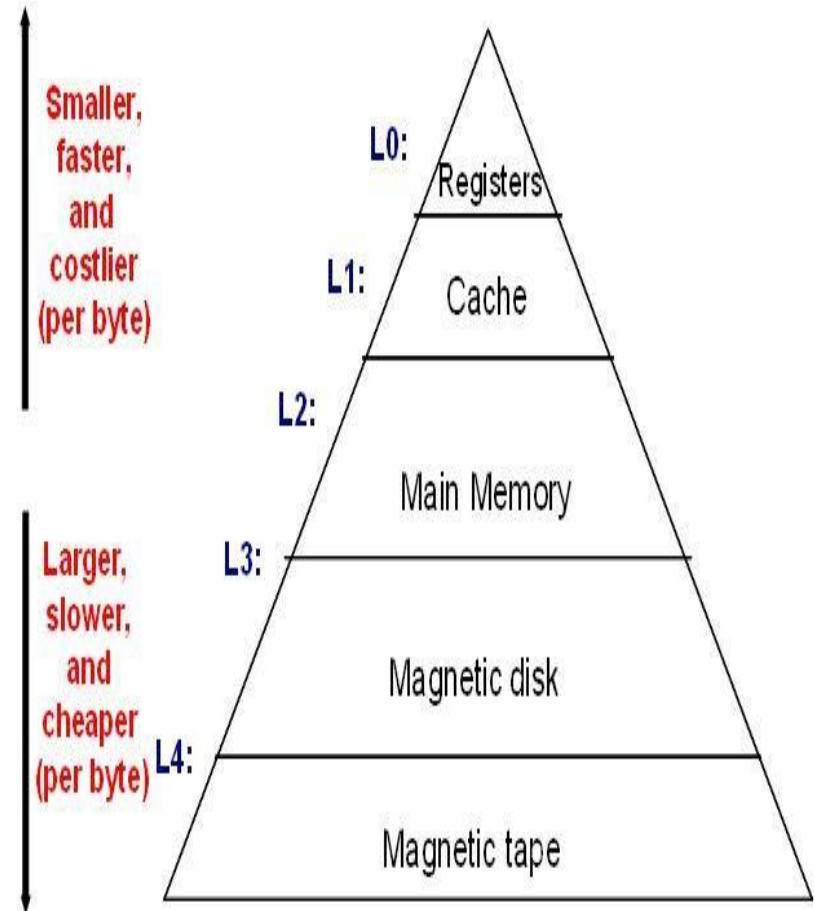 Smaller,
faster,
and
costlier
(per byte)
L0:
Registers
L1:
Cache
L2:
Main Memory
L3:
Larger,
slower,
and
cheaper
(per byte)
Magnetic disk
L4:
Magnetic tape